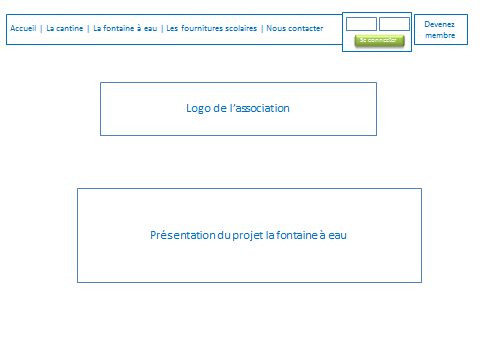 Accueil | La cantine | La fontaine à eau | Les fournitures scolaires | Nous contacter
Se connecter
Devenez
membre
Logo de l'association
Présentation du projet la fontaine à eau